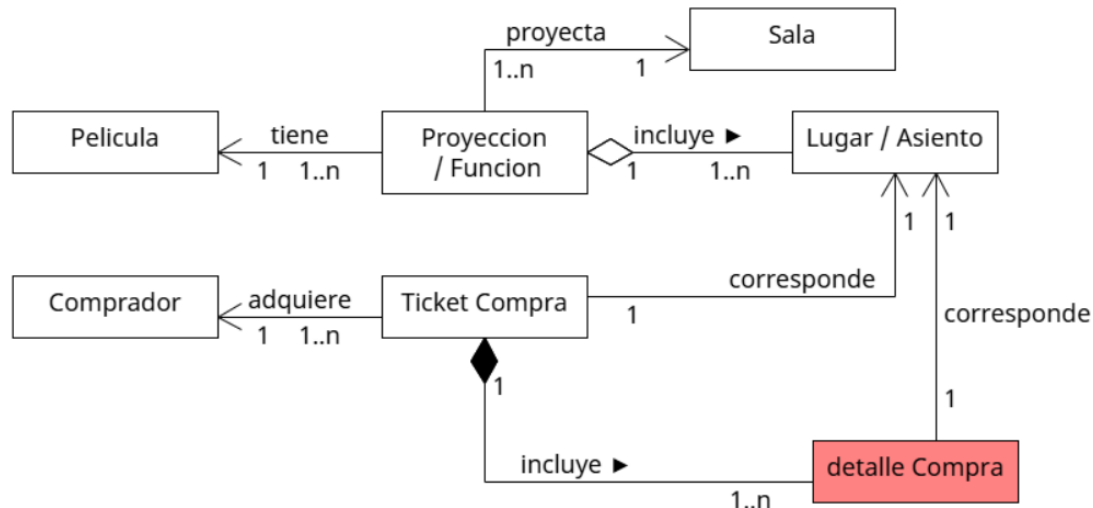 proyecta
Sala
1..n
1
Pelicula
tiene
1
1..n
Proyeccion
/ Funcion
incluye ►
1
1..n
Lugar / Asiento
1
1
Comprador
adquiere
1
1..n
Ticket Compra
corresponde
1
corresponde
1
1
incluye ►
1..n
detalle Compra